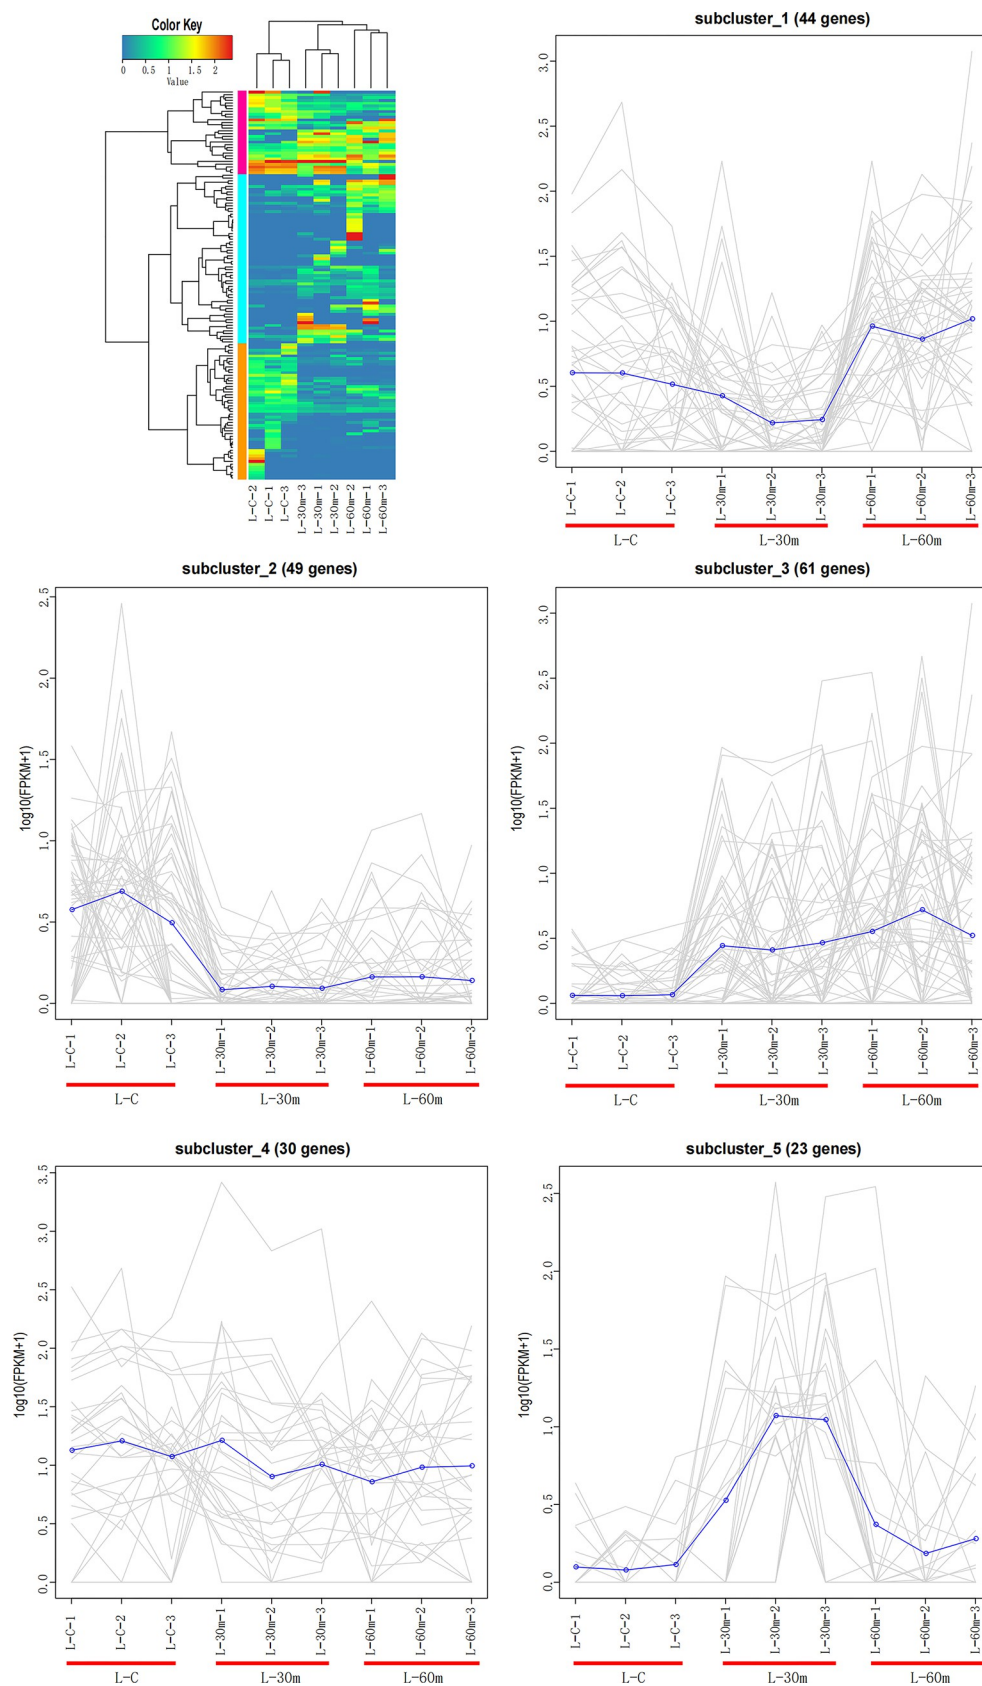 Color Key
0 0.5 1 1.5 2
Value
L-C-2
L-C-1
L-C-3
L-30m-3
L-30m-1
L-30m-2
L-60m-2
L-60m-1
L-60m-3
subcluster_1 (44 genes)
3.0
2.5
2.0
1.5
1.0
0.5
0.0
L-C-1
L-C-2
L-C-3
L-30m-1
L-30m-2
L-30m-3
L-60m-1
L-60m-2
L-60m-3
L-C L-30m L-60m
subcluster_2 (49 genes)
log10(FPKM+1)
2.5
2.0
1.5
1.0
0.5
0.0
L-C-1
L-C-2
L-C-3
L-30m-1
L-30m-2
L-30m-3
L-60m-1
L-60m-2
L-60m-3
L-C L-30m L-60m
subcluster_3 (61 genes)
log10(FPKM+1)
3.0
2.5
2.0
1.5
1.0
0.5
0.0
L-C-1
L-C-2
L-C-3
L-30m-1
L-30m-2
L-30m-3
L-60m-1
L-60m-2
L-60m-3
L-C L-30m L-60m
subcluster_4 (30 genes)
log10(FPKM+1)
3.5
3.0
2.5
2.0
1.5
1.0
0.5
0.0
L-C-1
L-C-2
L-C-3
L-30m-1
L-30m-2
L-30m-3
L-60m-1
L-60m-2
L-60m-3
L-C L-30m L-60m
subcluster_5 (23 genes)
log10(FPKM+1)
2.5
2.0
1.5
1.0
0.5
0.0
L-C-1
L-C-2
L-C-3
L-30m-1
L-30m-2
L-30m-3
L-60m-1
L-60m-2
L-60m-3
L-C L-30m L-60m